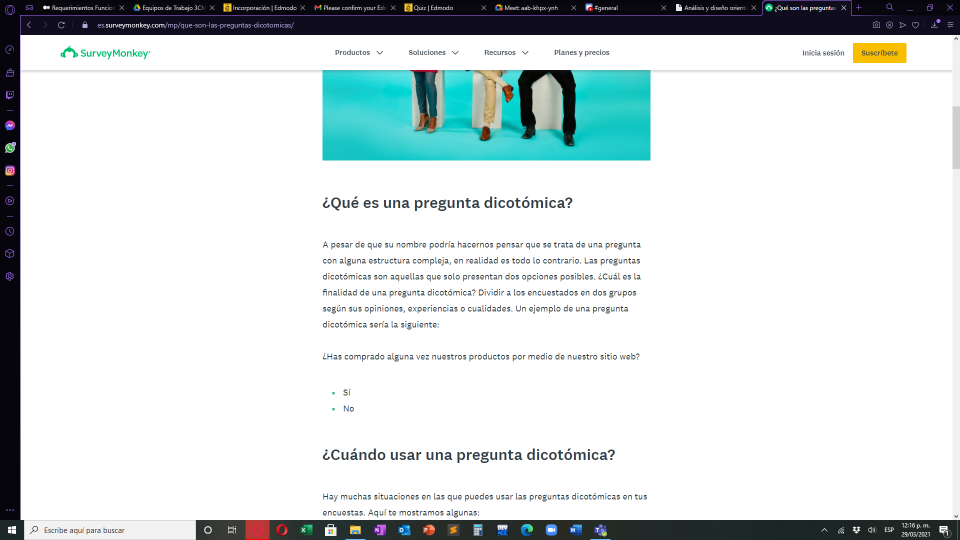 Requerimientos Funcion
Equipos de Trabajo 3CM
Incorporación | Edmodo
Please confirm your Edm
Quiz | Edmodo
Meet: aab-khpx-ynh
Fgeneral
Análisis y diseño orient
¿Qué son las preguntas
es.surveymonkey.com/mp/que-son-las-preguntas-dicotomicas/
SurveyMonkey
Productos
Soluciones
Recursos
Planes y precios
Inicia sesión
Suscríbete
¿Qué es una pregunta dicotómica?
A pesar de que su nombre podría hacernos pensar que se trata de una pregunta
con alguna estructura compleja, en realidad es todo lo contrario. Las preguntas
dicotómicas son aquellas que solo presentan dos opciones posibles. ¿Cuál es la
finalidad de una pregunta dicotómica? Dividir a los encuestados en dos grupos
según sus opiniones, experiencias o cualidades. Un ejemplo de una pregunta
dicotómica sería la siguiente:
¿Has comprado alguna vez nuestros productos por medio de nuestro sitio web?
Sí
No
¿Cuándo usar una pregunta dicotómica?
Hay muchas situaciones en las que puedes usar las preguntas dicotómicas en tus
encuestas. Aquí te mostramos algunas:
Escribe aquí para buscar
ESP
12:16 p. m.
29/03/2021